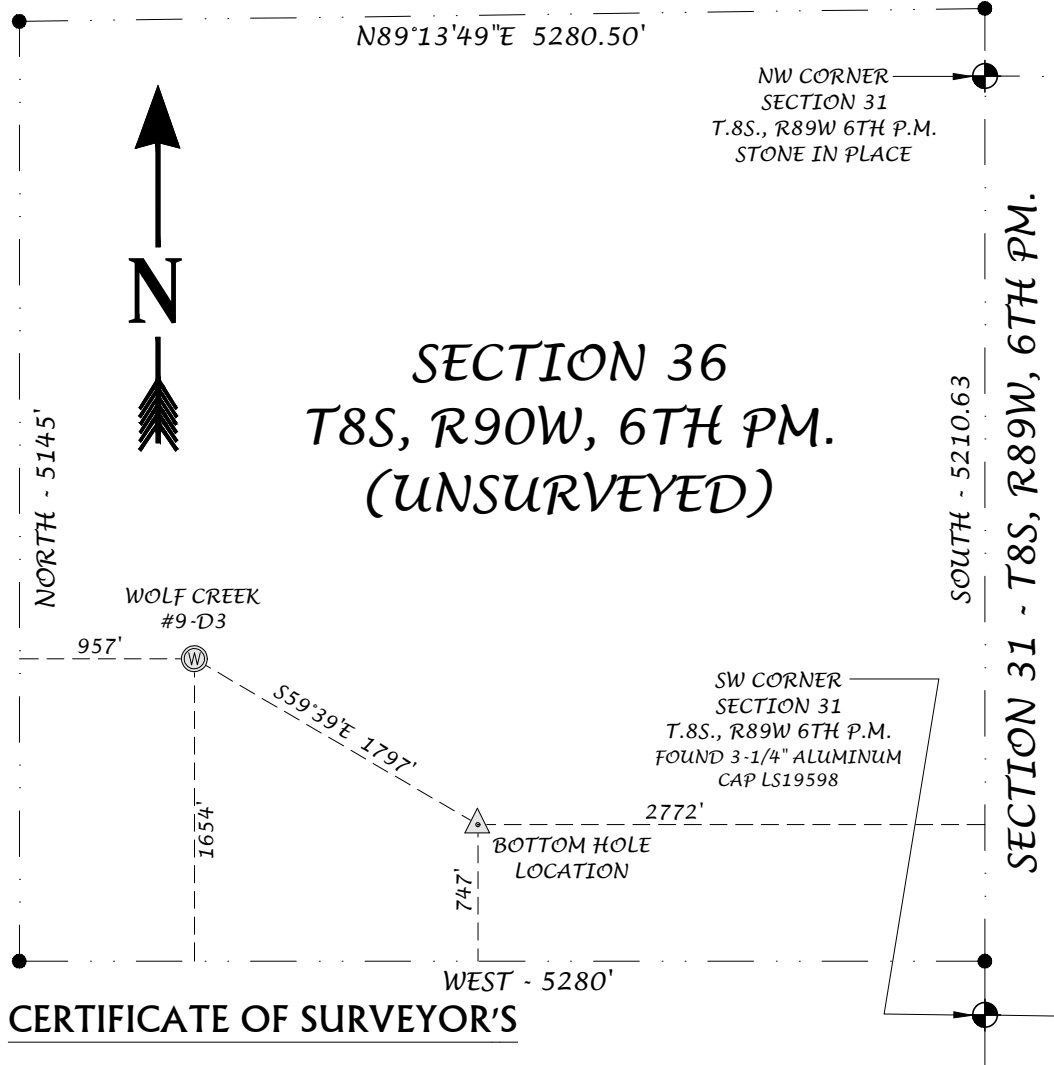 N89°13'49"E 5280.50'
NW CORNER
SECTION 31
T.8S., R89W 6TH P.M.
STONE IN PLACE
N
SECTION 36
T8S, R90W, 6TH PM.
(UNSURVEYED)
NORTH - 5145'
SOUTH - 5210.63
SECTION 31 - T8S, R89W, 6TH PM.
WOLF CREEK
#9-D3
957'
W
S59°39'E 1797'
1654'
SW CORNER
SECTION 31
T.8S., R89W 6TH P.M.
FOUND 3-1/4" ALUMINUM
CAP LS19598
2772'
BOTTOM HOLE
LOCATION
747'
WEST - 5280'
CERTIFICATE OF SURVEYOR'S